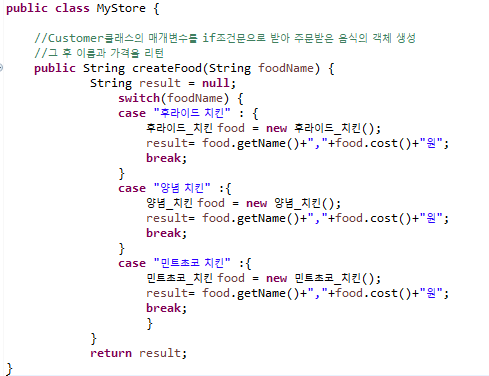 public class MyStore {
//Customer클래스의 매개변수를 if조건문으로 받아 주문받은 음식의 객체 생성
//그 후 이름과 가격을 리턴
public String createFood(String foodName) {
String result = null;
switch(foodName) {
case "후라이드 치킨" : {
후라이드_치킨 food = new 후라이드_치킨();
result= food.getName()+","+food.cost()+"원";
break;
}
case "양념 치킨" :{
양념_치킨 food = new 양념_치킨();
result= food.getName()+","+food.cost()+"원";
break;
}
case "민트초코 치킨" :{
민트초코_치킨 food = new 민트초코_치킨();
result= food.getName()+","+food.cost()+"원";
break;
}
}
return result;
}